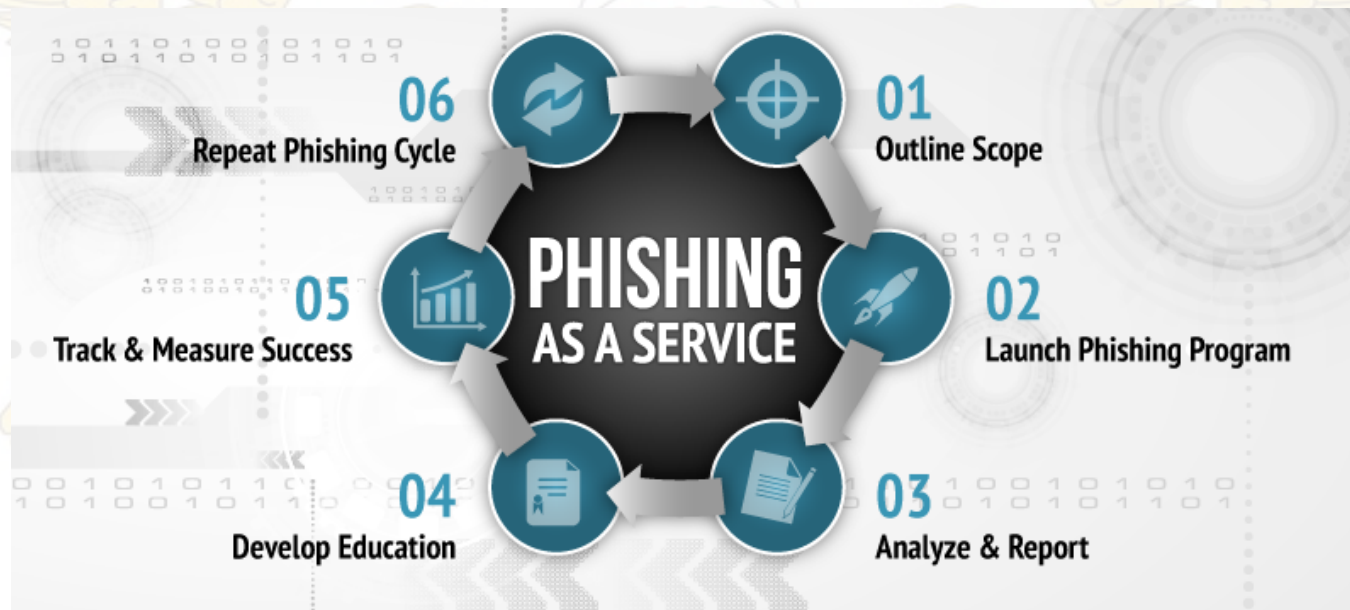 PHISHING
AS A SERVICE
01
Outline Scope
02
Launch Phishing Program
03
Analyze & Report
04
Develop Education
05
Track & Measure Success
06
Repeat Phishing Cycle